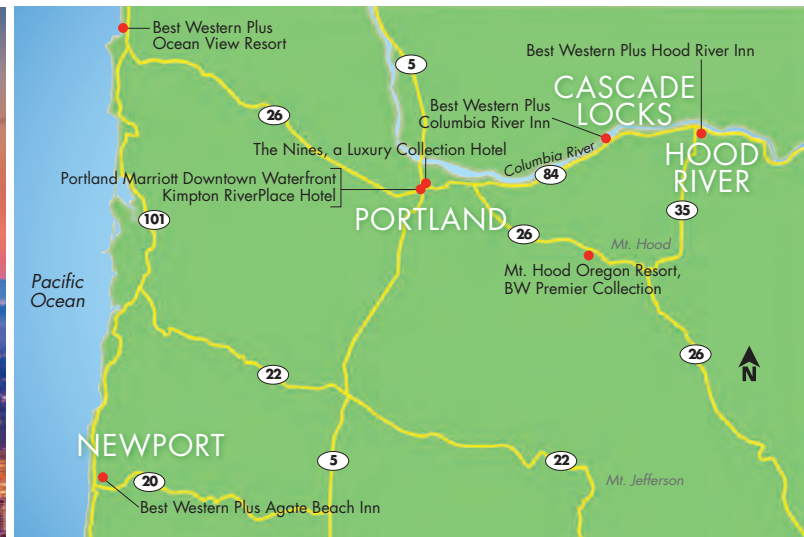 Best Western Plus
Ocean View Resort
5
Best Western Plus Hood River Inn
CASCADE
LOCKS
26
Best Western Plus
Columbia River Inn
The Nines, a Luxury Collection Hotel
Columbia River
HOOD
RIVER
Portland Marriott Downtown Waterfront
Kimpton RiverPlace Hotel
84
PORTLAND
101
35
26
Mt. Hood
Mt. Hood Oregon Resort,
BW Premier Collection
Pacific
Ocean
26
N
22
NEWPORT
5
22
20
Mt. Jefferson
Best Western Plus Agate Beach Inn